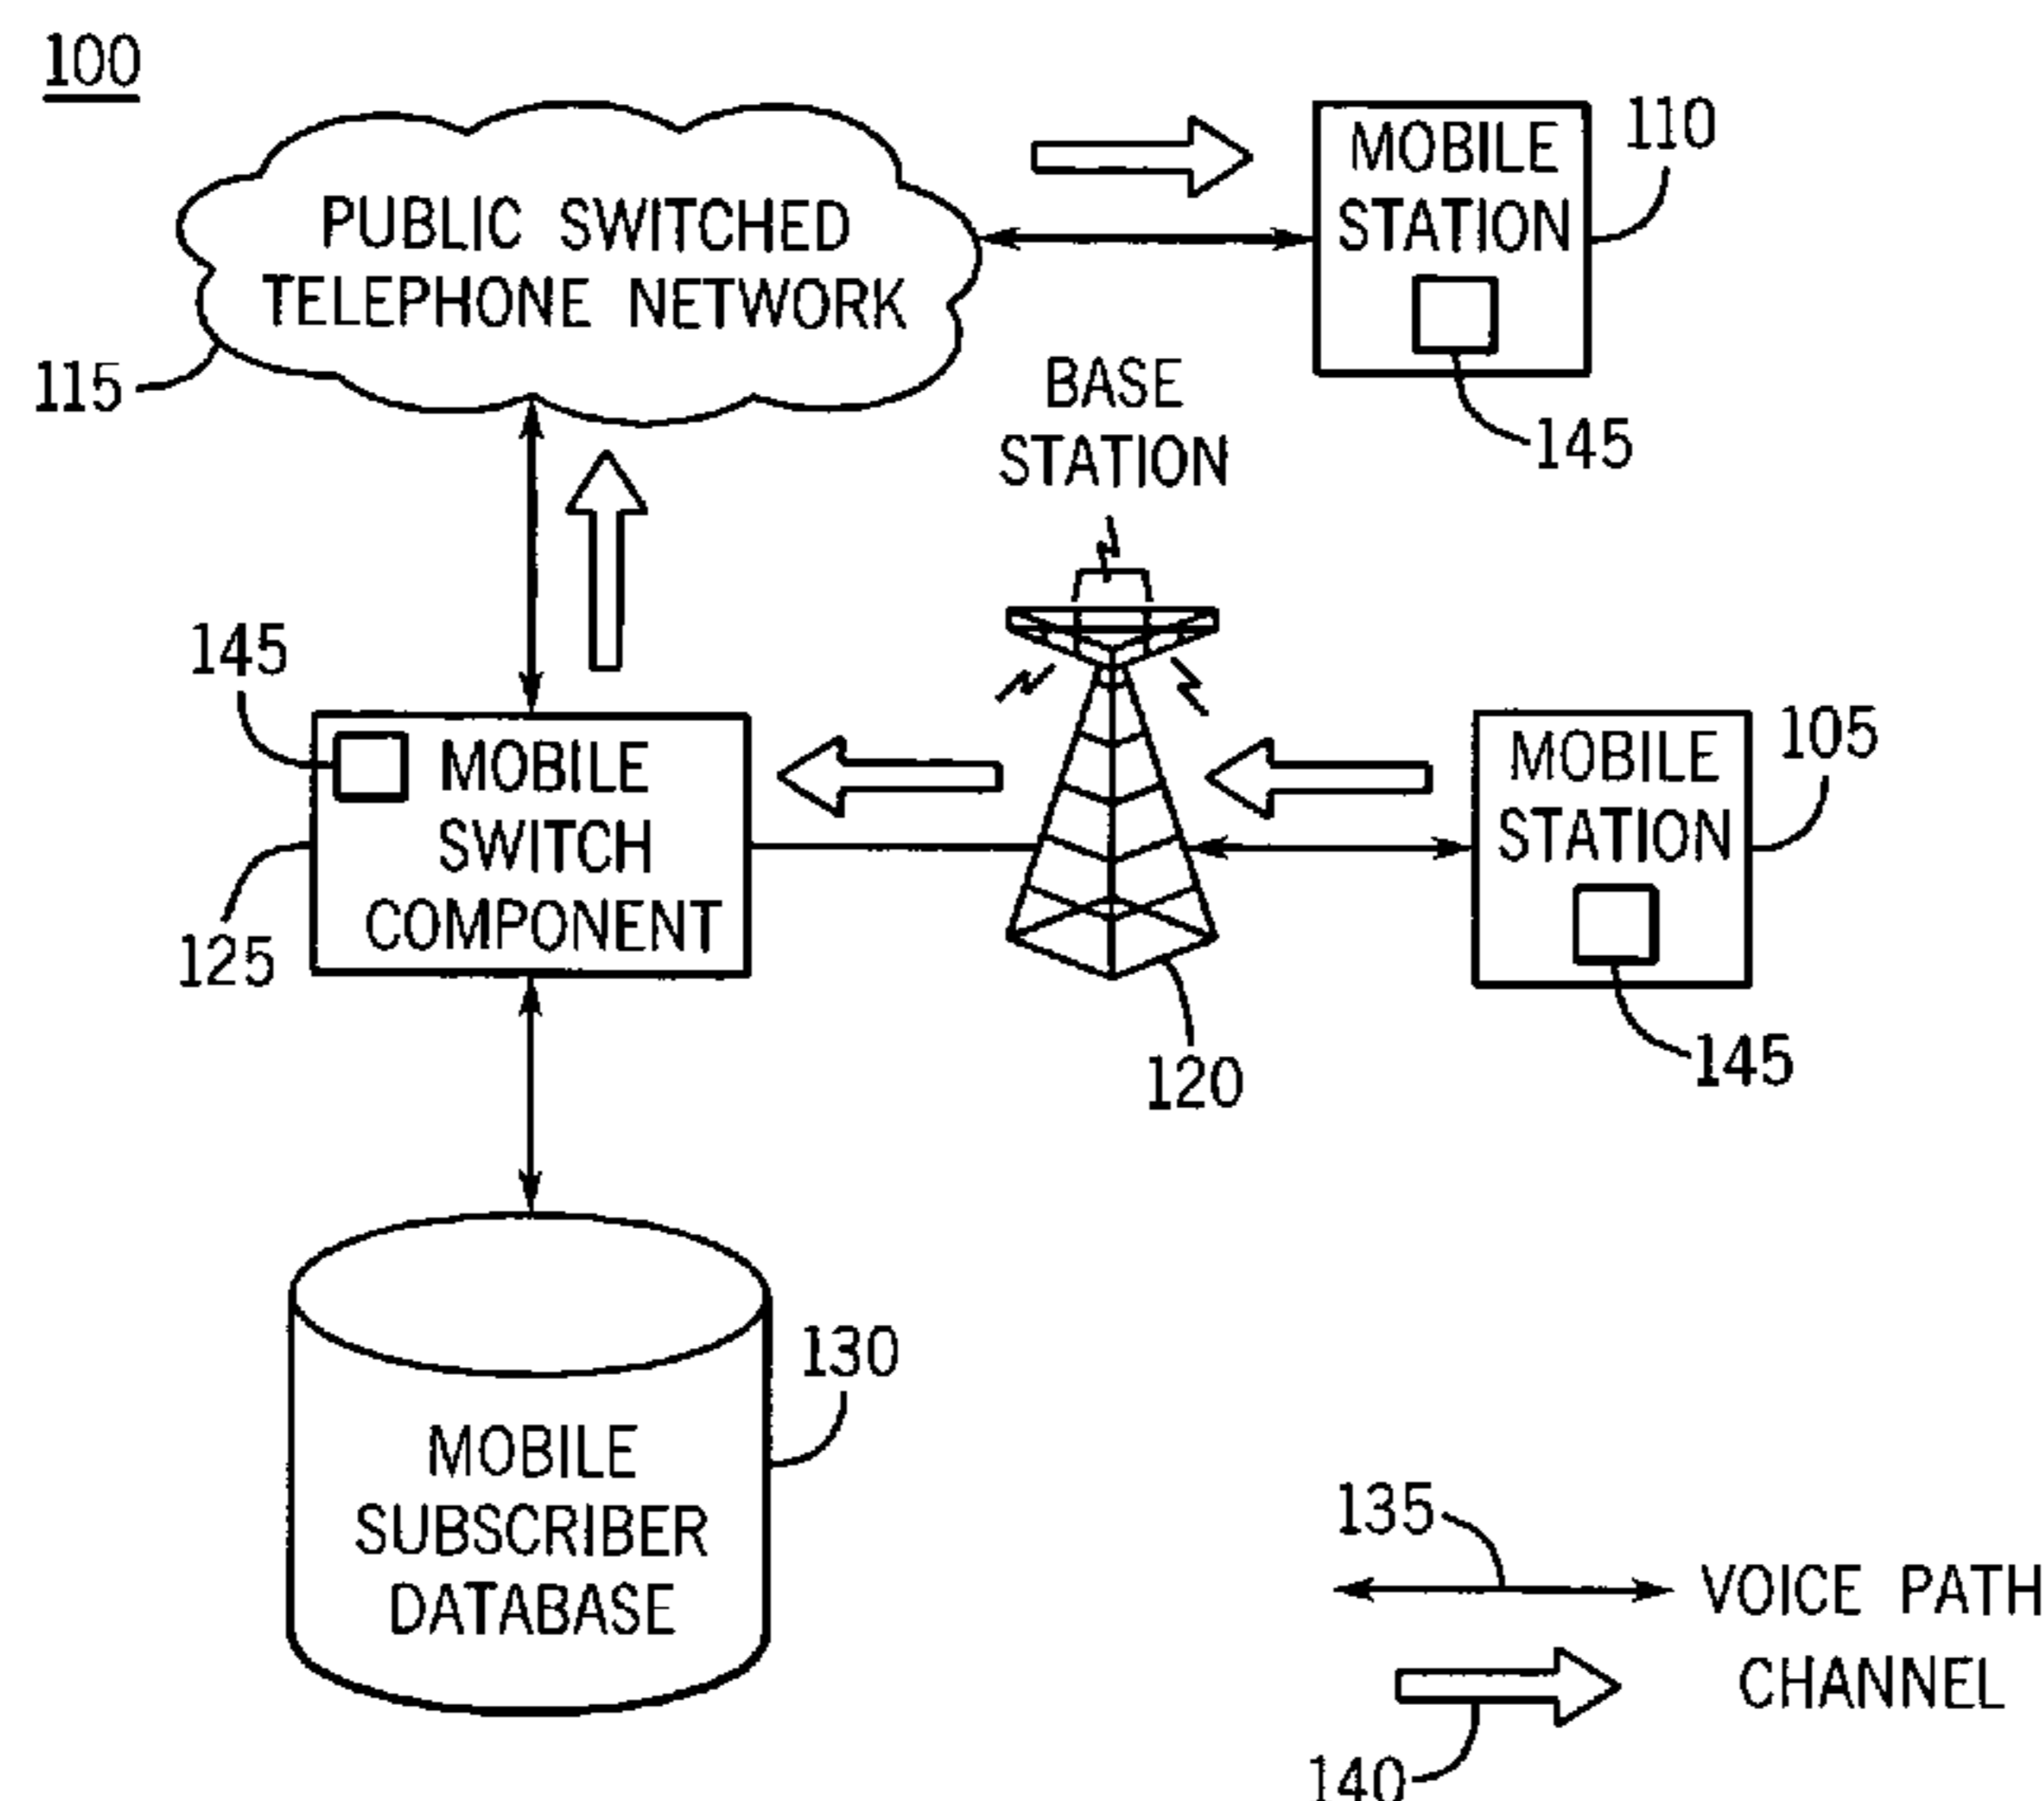 100
PUBLIC SWITCHED
TELEPHONE NETWORK
115
MOBILE
STATION
110
145
BASE
STATION
145
MOBILE
SWITCH
COMPONENT
125
120
MOBILE
STATION
105
145
MOBILE
SUBSCRIBER
DATABASE
130
135
VOICE PATH
CHANNEL
140